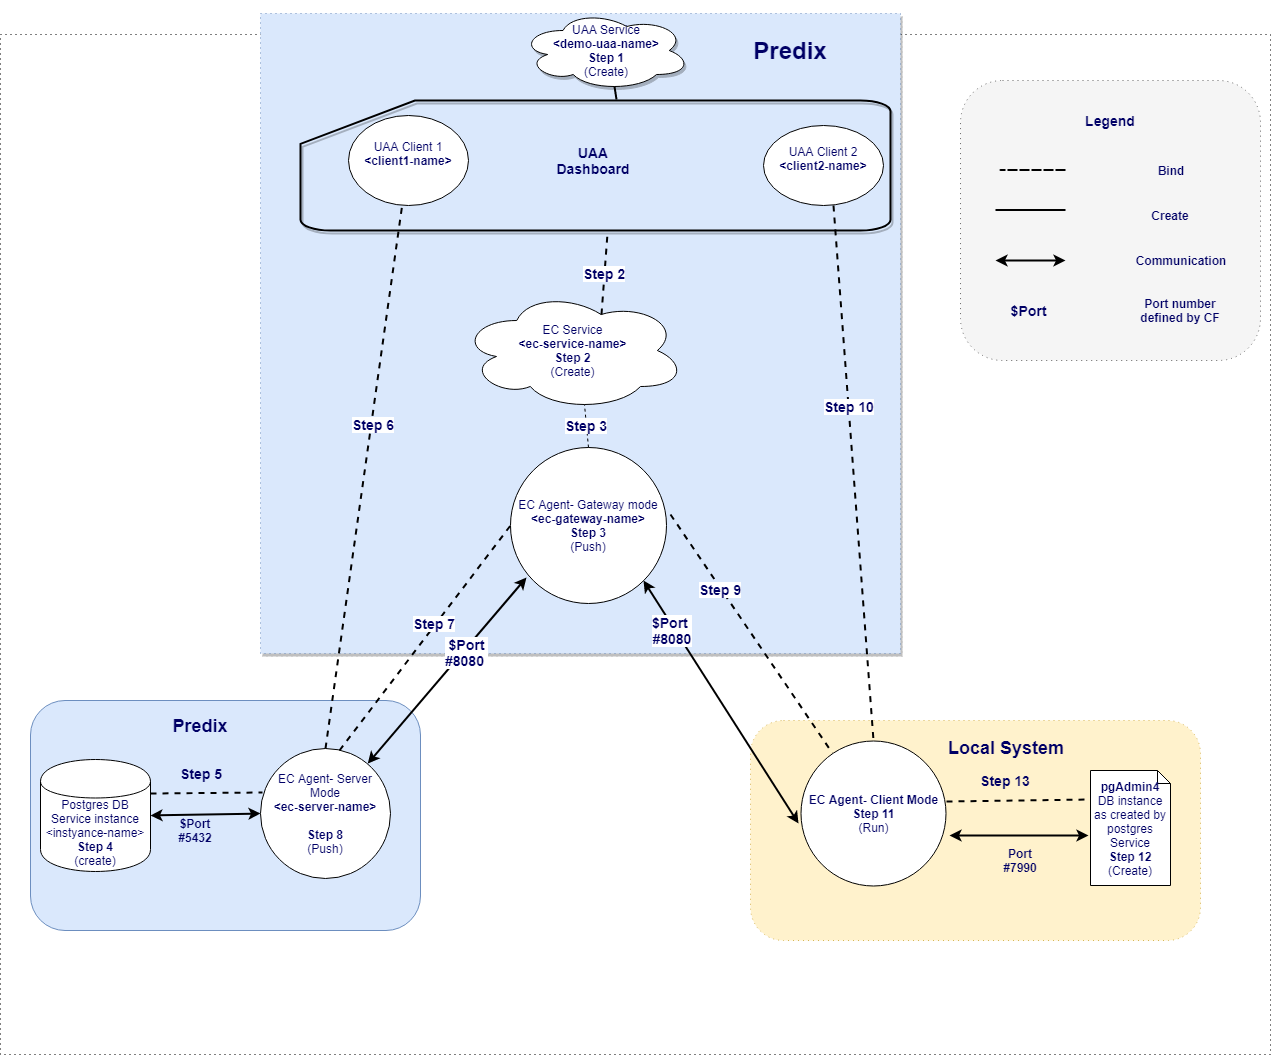 UAA Service
<demo-uaa-name>
Step 1
(Create)
Predix
Legend
Bind
Create
Communication
$Port
Port number
defined by CF
UAA Client 1
<client1-name>
UAA
Dashboard
UAA Client 2
<client2-name>
Step 2
EC Service
<ec-service-name>
Step 2
(Create)
Step 6
Step 3
Step 10
EC Agent- Gateway mode
<ec-gateway-name>
Step 3
(Push)
Step 7
$Port
#8080
Step 9
$Port
#8080
Predix
Step 5
Postgres DB
Service instance
<instyance-name>
Step 4
(create)
$Port
#5432
EC Agent- Server
Mode
<ec-server-name>
Step 8
(Push)
Local System
EC Agent- Client Mode
Step 11
(Run)
Step 13
Port
#7990
pgAdmin4
DB instance
as created by
postgres
Service
Step 12
(Create)